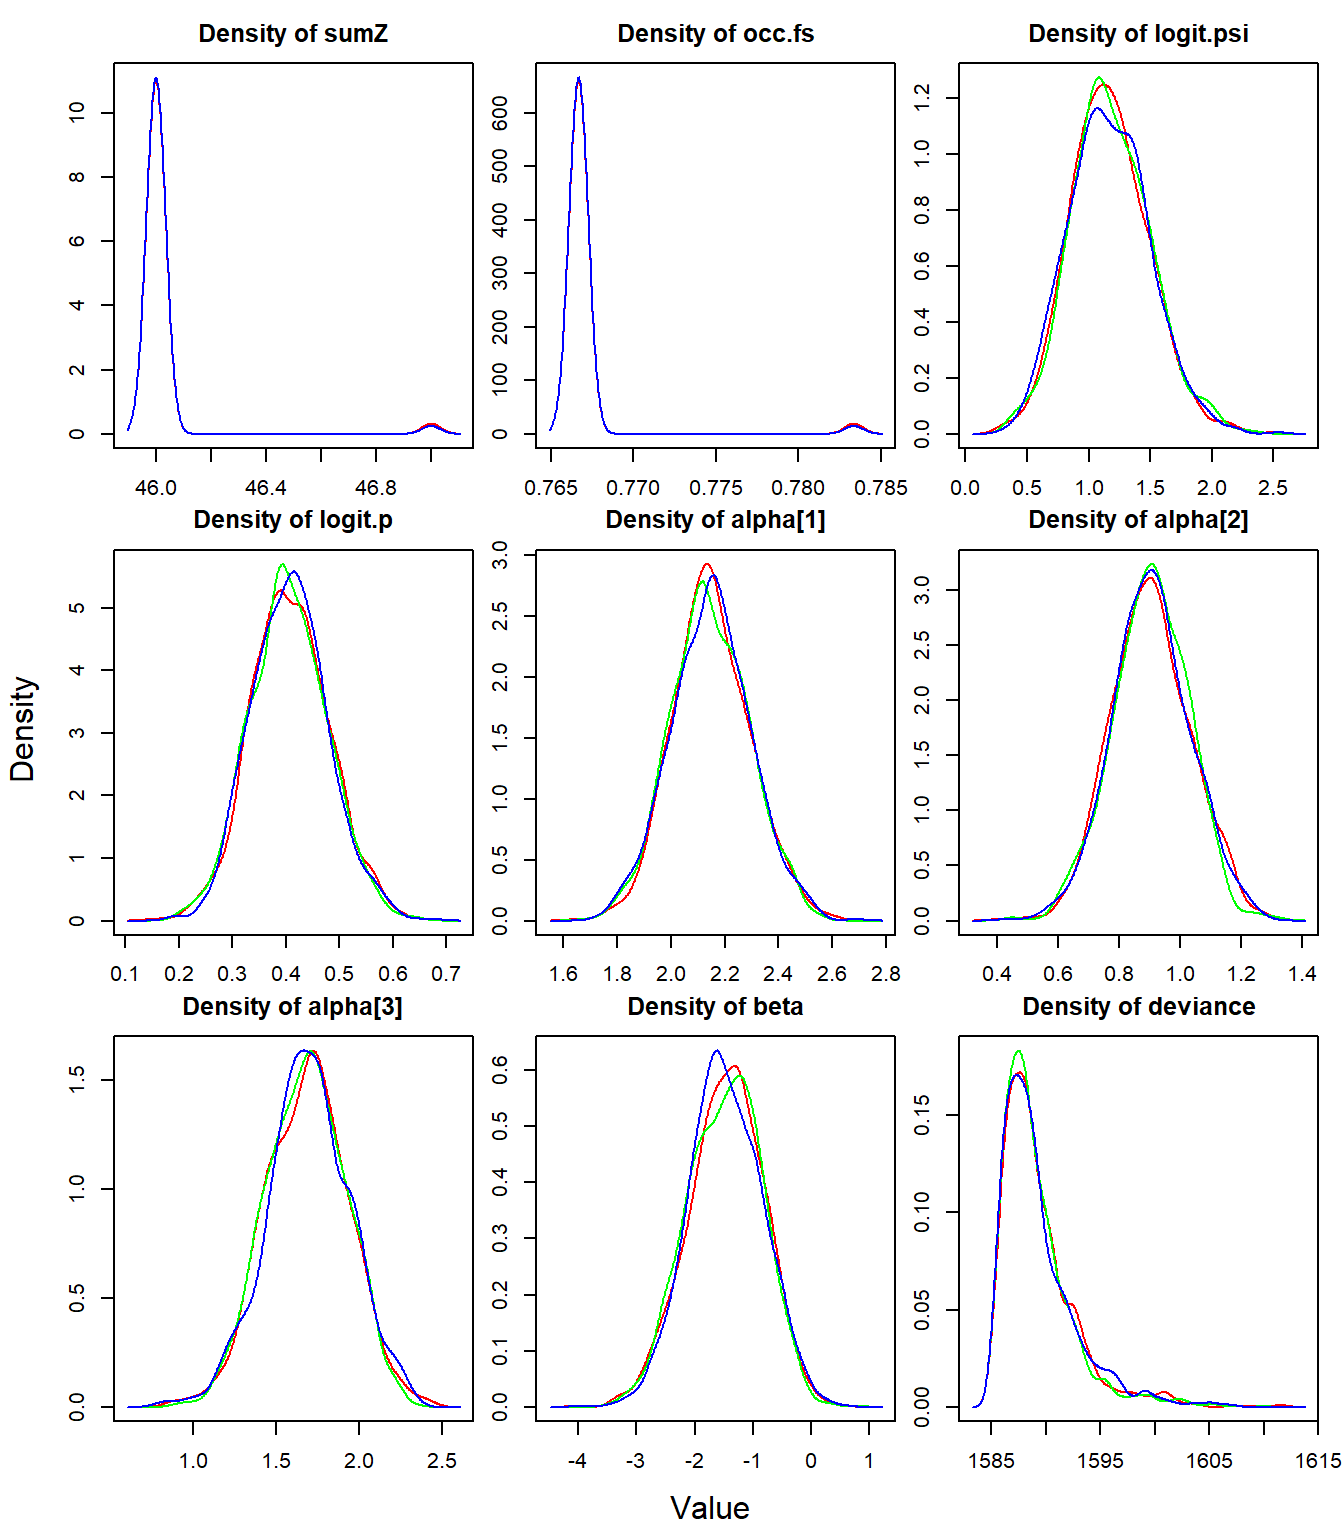 Density of sumZ
0 2 4 6 8 10
46.0 46.4 46.8
Density of occ.fs
0 100 200 300 400 500 600
0.765 0.770 0.775 0.780 0.785
Density of logit.psi
0.0 0.2 0.4 0.6 0.8 1.0 1.2
0.0 0.5 1.0 1.5 2.0 2.5
Density of logit.p
0 1 2 3 4 5
0.1 0.2 0.3 0.4 0.5 0.6 0.7
Density of alpha[1]
0.0 0.5 1.0 1.5 2.0 2.5 3.0
1.6 1.8 2.0 2.2 2.4 2.6 2.8
Density of alpha[2]
0.0 0.5 1.0 1.5 2.0 2.5 3.0
0.4 0.6 0.8 1.0 1.2 1.4
Density of alpha[3]
0.0 0.5 1.0 1.5
1.0 1.5 2.0 2.5
Density of beta
0.0 0.1 0.2 0.3 0.4 0.5 0.6
-4 -3 -2 -1 0 1
Density of deviance
0.00 0.05 0.10 0.15
1585 1595 1605 1615
Density
Value